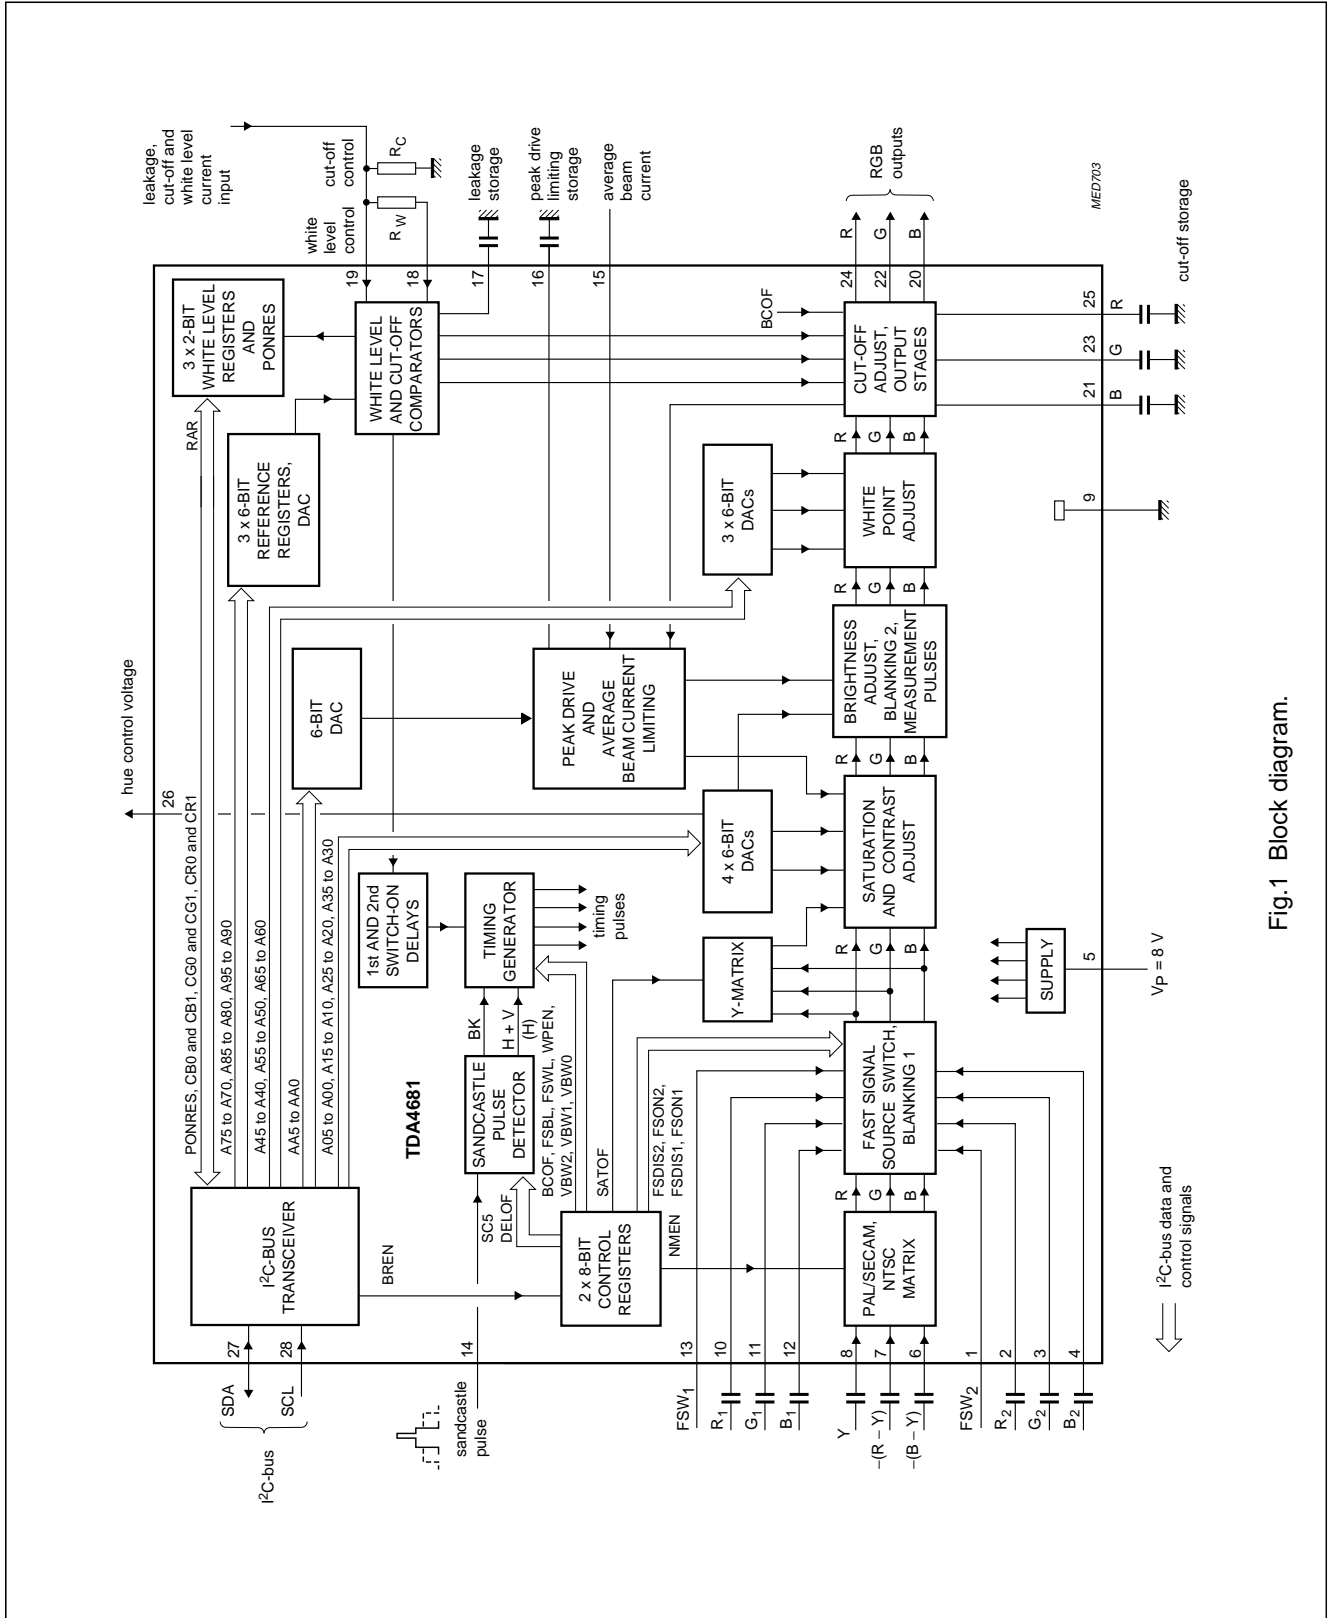 I2C-bus
SDA
SCL
27
28
I2C-BUS
TRANSCEIVER
PONRES, CB0 and CB1, CG0 and CG1, CR0 and CR1
A75 to A70, A85 to A80, A95 to A90
A45 to A40, A55 to A50, A65 to A60
AA5 to AA0
A05 to A00, A15 to A10, A25 to A20, A35 to A30
RAR
26
hue control voltage
3 x 2-BIT
WHITE LEVEL
REGISTERS
AND
PONRES
3 x 6-BIT
REFERENCE
REGISTERS,
DAC
6-BIT
DAC
leakage,
cut-off and
white level
current
input
white
level
control
cut-off
control
RW
RC
19
18
17
16
15
leakage
storage
peak drive
limiting
storage
average
beam
current
WHITE LEVEL
AND CUT-OFF
COMPARATORS
1st AND 2nd
SWITCH-ON
DELAYS
TIMING
GENERATOR
timing
pulses
BK
H + V
(H)
TDA4681
SANDCASTLE
PULSE
DETECTOR
SC5
DELOF
14
sandcastle
pulse
BREN
2 x 8-BIT
CONTROL
REGISTERS
BCOF, FSBL, FSWL, WPEN,
VBW2, VBW1, VBW0
SATOF
FSDIS2, FSON2,
FSDIS1, FSON1
NMEN
PEAK DRIVE
AND
AVERAGE
BEAM CURRENT
LIMITING
4 x 6-BIT
DACs
3 x 6-BIT
DACs
Y-MATRIX
BCOF
FSW1
13
R1
10
G1
11
B1
12
Y
8
–(R – Y)
7
–(B – Y)
6
FSW2
1
R2
2
G2
3
B2
4
PAL/SECAM,
NTSC
MATRIX
R
G
B
FAST SIGNAL
SOURCE SWITCH,
BLANKING 1
R
G
B
SATURATION
AND CONTRAST
ADJUST
R
G
B
BRIGHTNESS
ADJUST,
BLANKING 2,
MEASUREMENT
PULSES
R
G
B
WHITE
POINT
ADJUST
R
G
B
CUT-OFF
ADJUST,
OUTPUT
STAGES
24
22
20
R
G
B
RGB
outputs
SUPPLY
5
VP = 8 V
9
21
23
25
B
G
R
cut-off storage
MED703
I2C-bus data and
control signals
Fig.1 Block diagram.